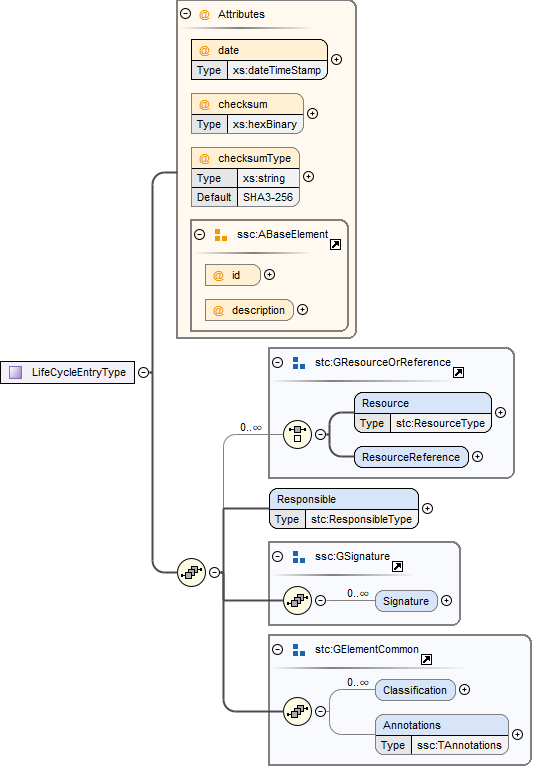 Attributes
@ date
Type xs:dateTimeStamp
@ checksum
Type xs:hexBinary
@ checksumType
Type xs:string
Default SHA3-256
ssc:ABaseElement
@ id
@ description
LifeCycleEntryType
stc:GResourceOrReference
0..∞
Resource
Type stc:ResourceType
ResourceReference
Responsible
Type stc:ResponsibleType
ssc:GSignature
0..∞
Signature
stc:GElementCommon
0..∞
Classification
Annotations
Type ssc:TAnnotations